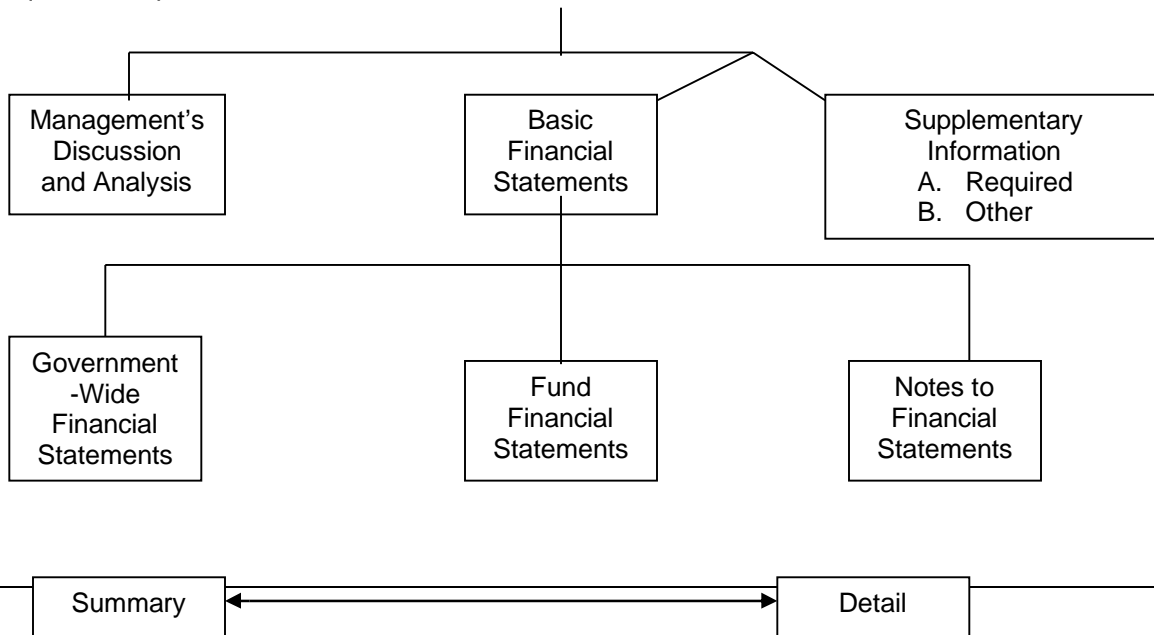 Management’s
Discussion
and Analysis
Basic
Financial
Statements
Supplementary
Information
A. Required
B. Other
Government
-Wide
Financial
Statements
Fund
Financial
Statements
Notes to
Financial
Statements
Summary
Detail